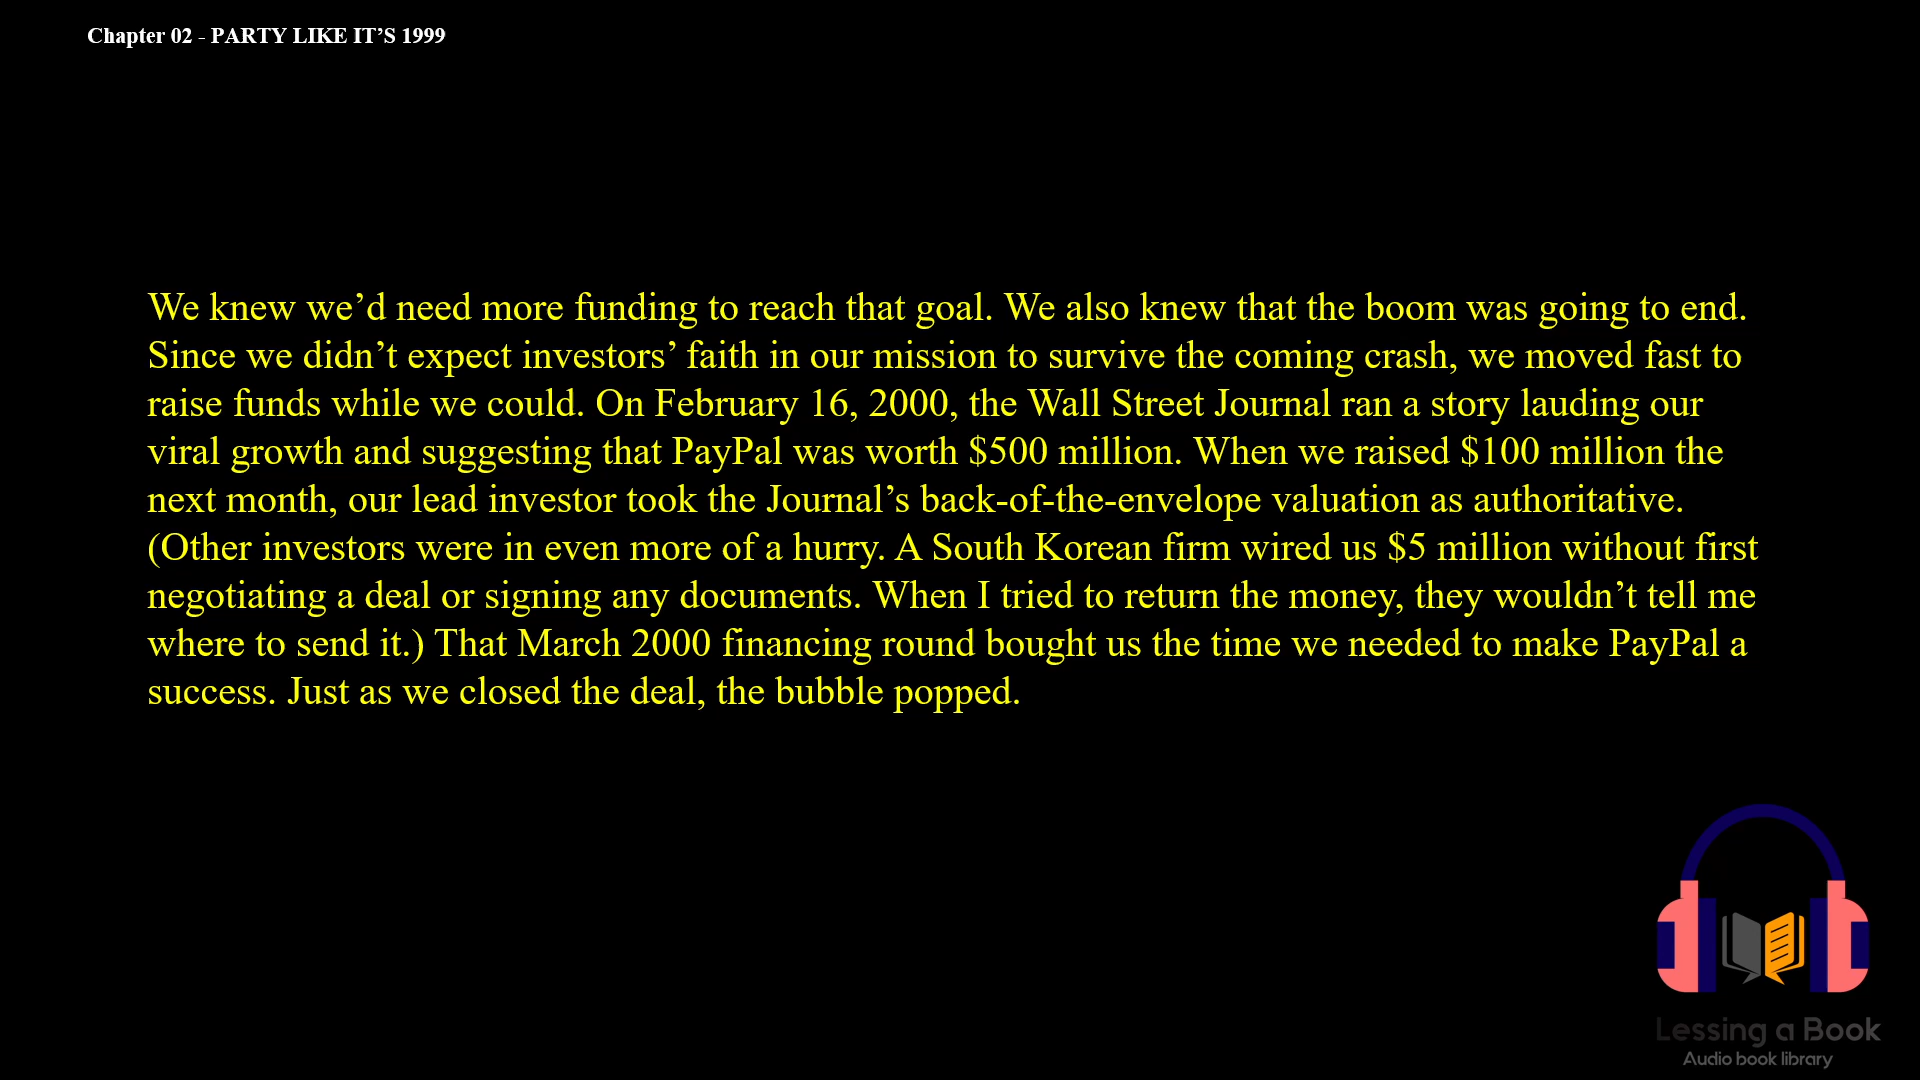 Chapter 02 - PARTY LIKE IT’S 1999
We knew we’d need more funding to reach that goal. We also knew that the boom was going to end.
Since we didn’t expect investors’ faith in our mission to survive the coming crash, we moved fast to
raise funds while we could. On February 16, 2000, the Wall Street Journal ran a story lauding our
viral growth and suggesting that PayPal was worth $500 million. When we raised $100 million the
next month, our lead investor took the Journal’s back-of-the-envelope valuation as authoritative.
(Other investors were in even more of a hurry. A South Korean firm wired us $5 million without first
negotiating a deal or signing any documents. When I tried to return the money, they wouldn’t tell me
where to send it.) That March 2000 financing round bought us the time we needed to make PayPal a
success. Just as we closed the deal, the bubble popped.
Lessing a Book
Audio book library